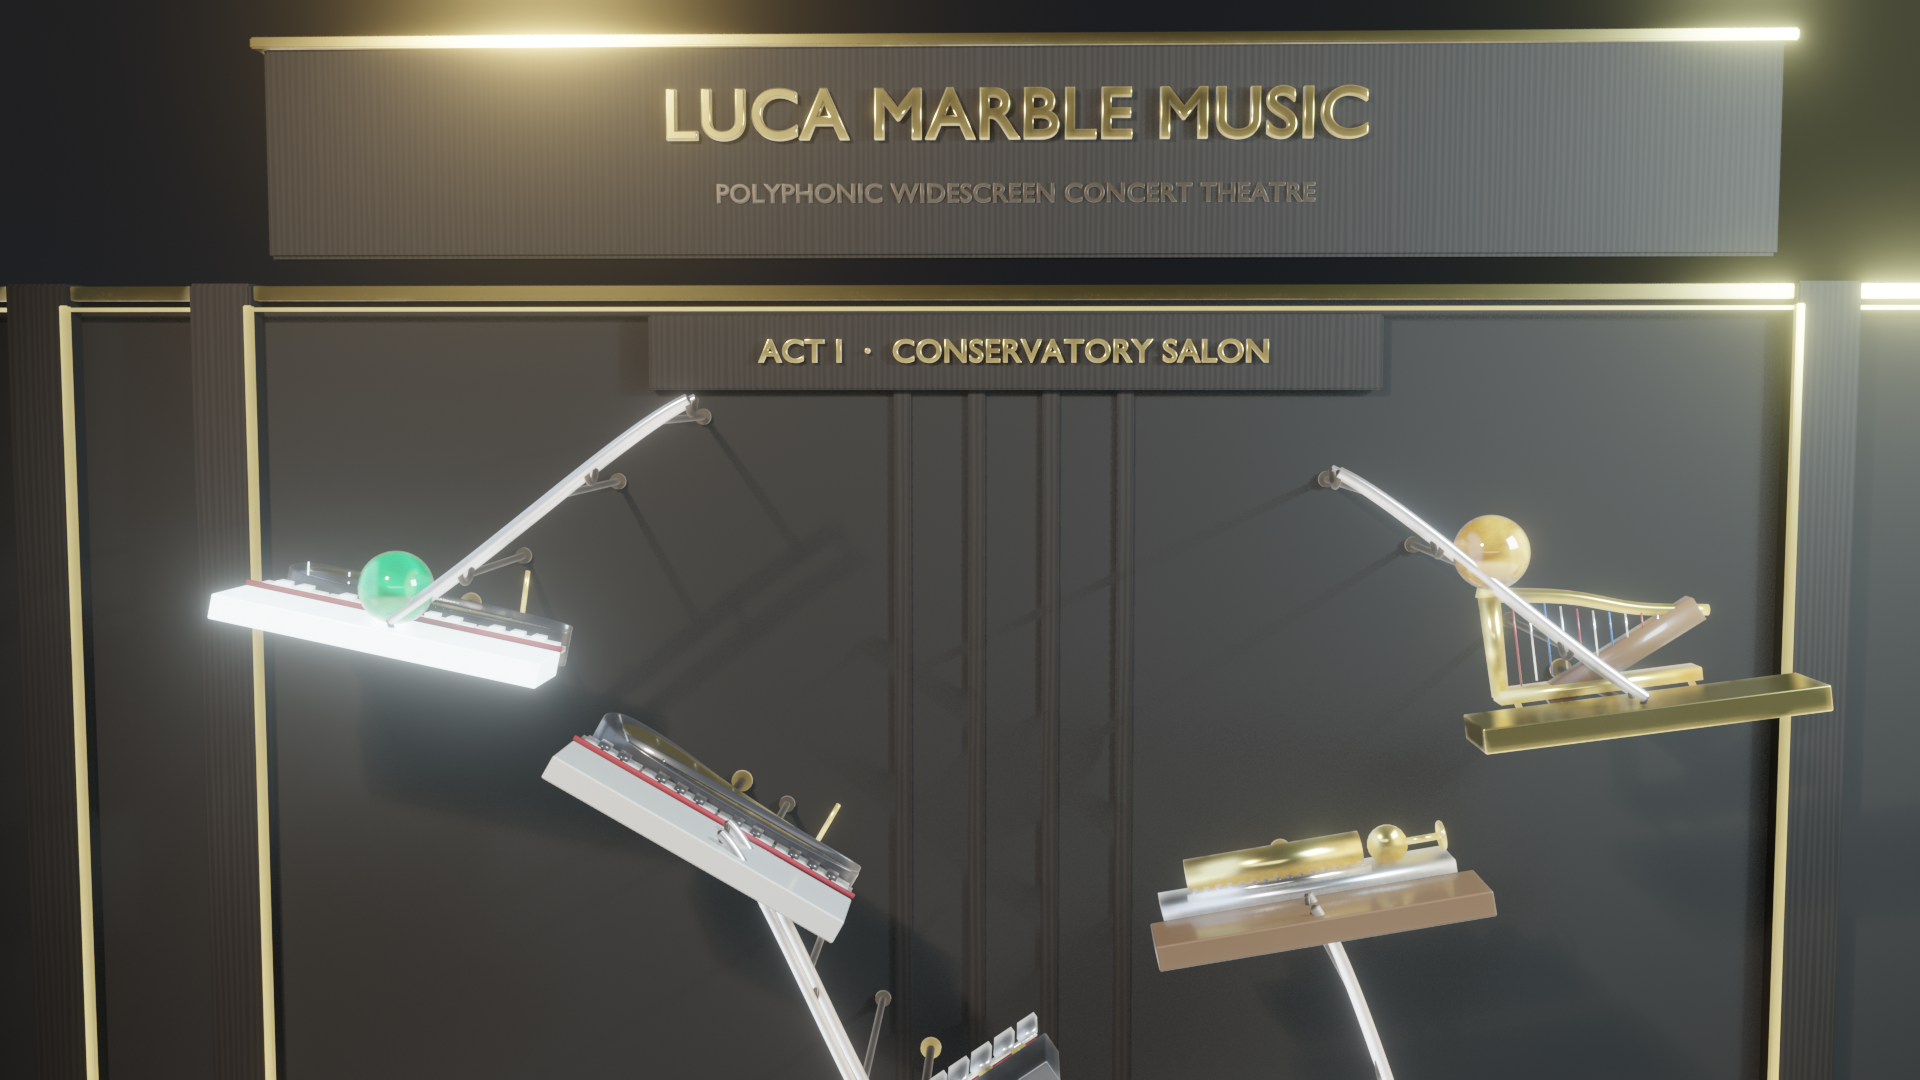 LUCA MARBLE MUSIC
POLYPHONIC WIDESCREEN CONCERT THEATRE
ACT I · CONSERVATORY SALON